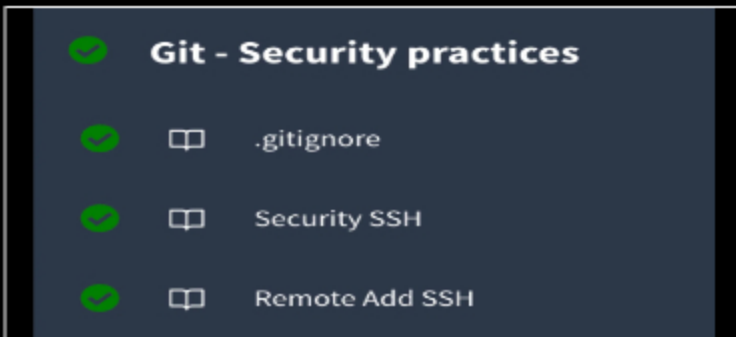 Git - Security practices
.gitignore
Security SSH
Remote Add SSH